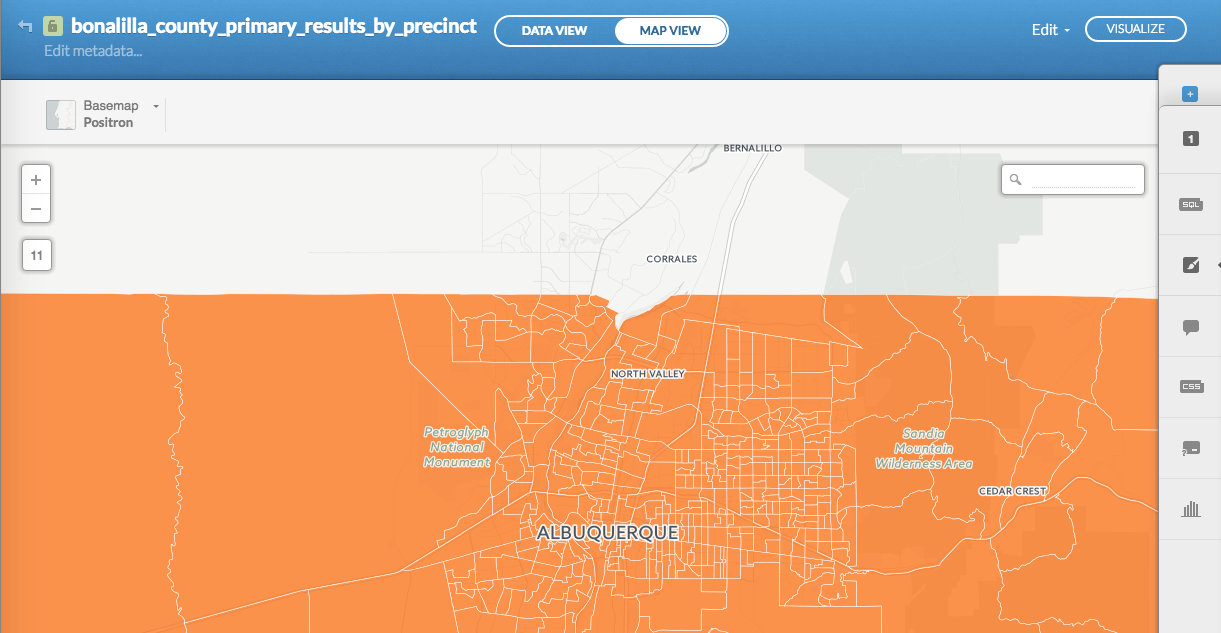 bonalilla_county_primary_results_by_precinct
DATA VIEW
MAP VIEW
Edit
VISUALIZE
Edit metadata...
Basemap
Positron
+
1
BERNALILLO
+
−
SQL
11
CORRALES
NORTH VALLEY
CSS
Petroglyph
National
Monument
Sandia
Mountain
Wilderness Area
CEDAR CREST
ALBUQUERQUE